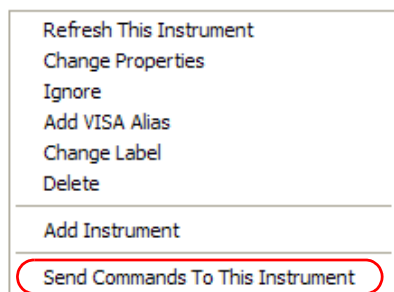 Refresh This Instrument
Change Properties
Ignore
Add VISA Alias
Change Label
Delete
Add Instrument
Send Commands To This Instrument